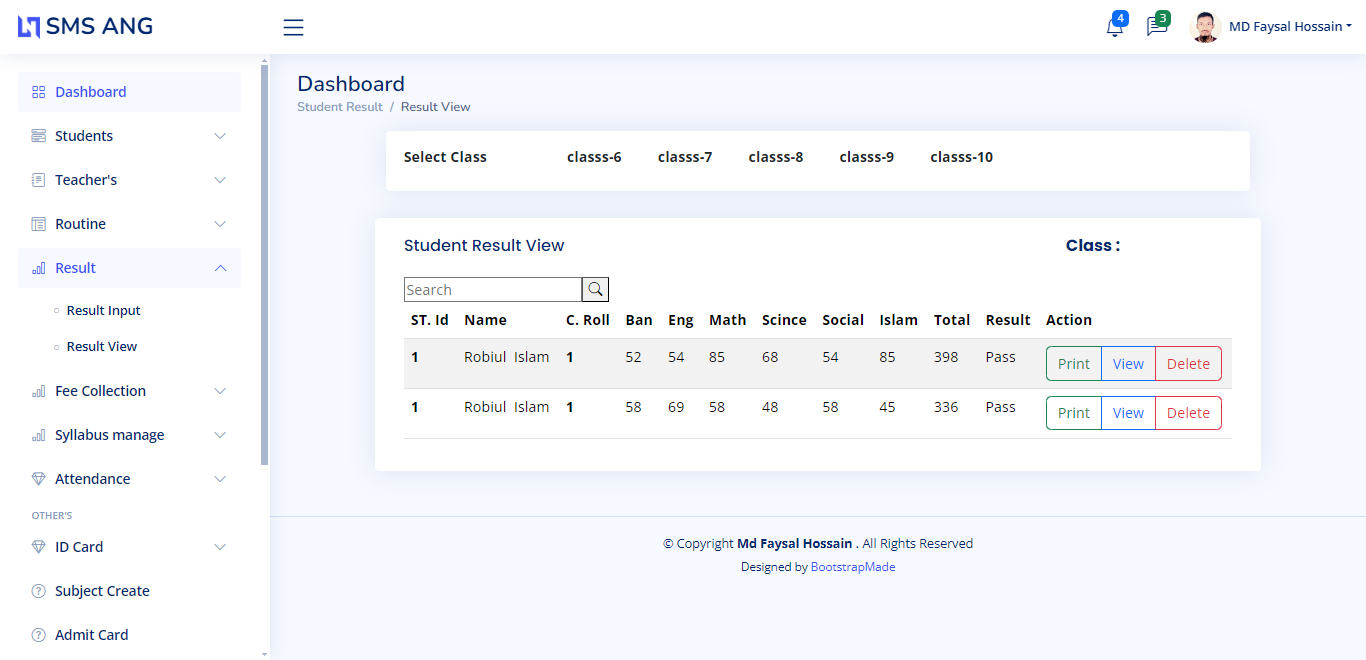 SMS ANG
4
3
MD Faysal Hossain
Dashboard
Students
Teacher's
Routine
Result
Result Input
Result View
Fee Collection
Syllabus manage
Attendance
OTHER'S
ID Card
Subject Create
Admit Card
Dashboard
Student Result / Result View
Select Class classs-6 classs-7 classs-8 classs-9 classs-10
Student Result View Class :
Search
ST. Id Name C. Roll Ban Eng Math Scince Social Islam Total Result Action
1 Robiul Islam 1 52 54 85 68 54 85 398 Pass Print View Delete
1 Robiul Islam 1 58 69 58 48 58 45 336 Pass Print View Delete
© Copyright Md Faysal Hossain . All Rights Reserved
Designed by BootstrapMade